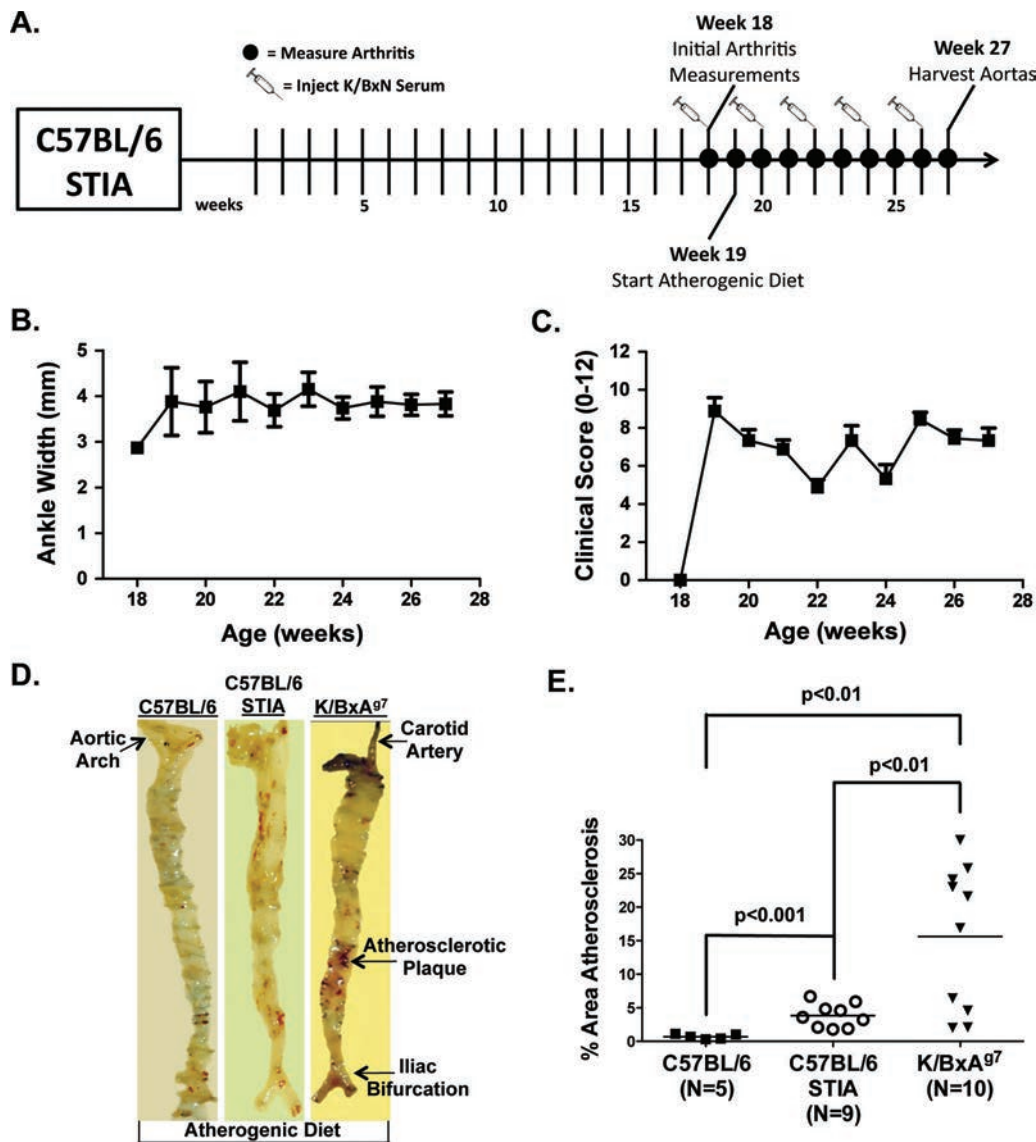 A.
● = Measure Arthritis
= Inject K/BxN Serum
Week 18
Initial Arthritis
Measurements
Week 27
Harvest Aortas
C57BL/6
STIA
weeks
5
10
15
20
25
Week 19
Start Atherogenic Diet
B.
Ankle Width (mm)
5
4
3
2
1
0
18 20 22 24 26 28
Age (weeks)
C.
Clinical Score (0-12)
12
10
8
6
4
2
0
18 20 22 24 26 28
Age (weeks)
D.
C57BL/6
C57BL/6
STIA
K/BxAg7
Aortic
Arch
Carotid
Artery
Atherosclerotic
Plaque
Iliac
Bifurcation
Atherogenic Diet
E.
p<0.01
p<0.01
p<0.001
% Area Atherosclerosis
30
25
20
15
10
5
0
C57BL/6
(N=5)
C57BL/6
STIA
(N=9)
K/BxAg7
(N=10)